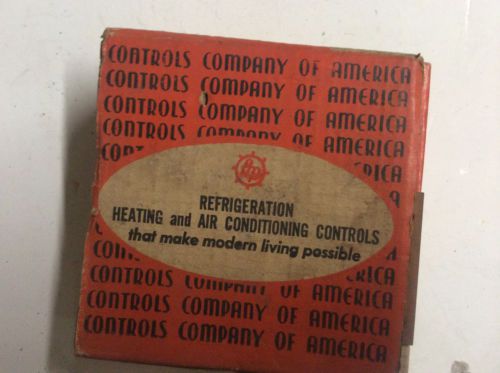 CONTROLS COMPANY OF AMERICA
CONTROLS COMPANY OF AMERICA
CONTROLS COMPANY OF AMERICA
CONTROLS COMPANY OF AMERICA
REFRIGERATION
HEATING and AIR CONDITIONING CONTROLS
that make modern living possible
CONTROLS COMPANY OF AMERICA
CONTROLS COMPANY OF AMERICA
CONTROLS COMPANY OF AMERICA